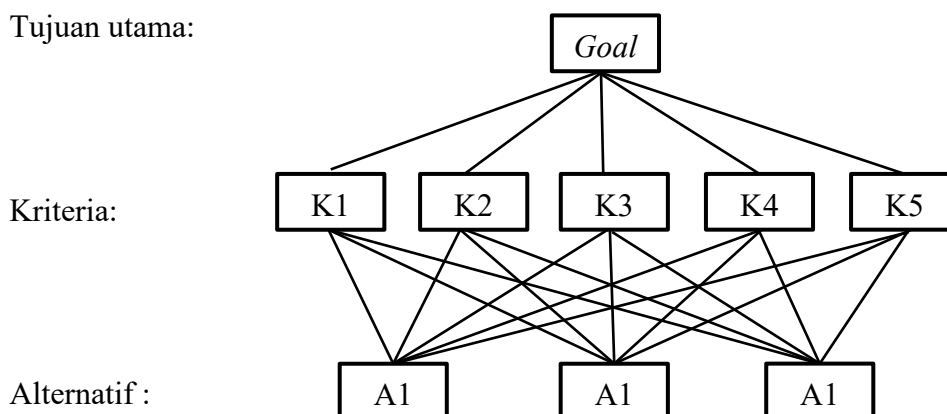 Tujuan utama:
Goal
Kriteria:
K1 K2 K3 K4 K5
Alternatif :
A1 A1 A1